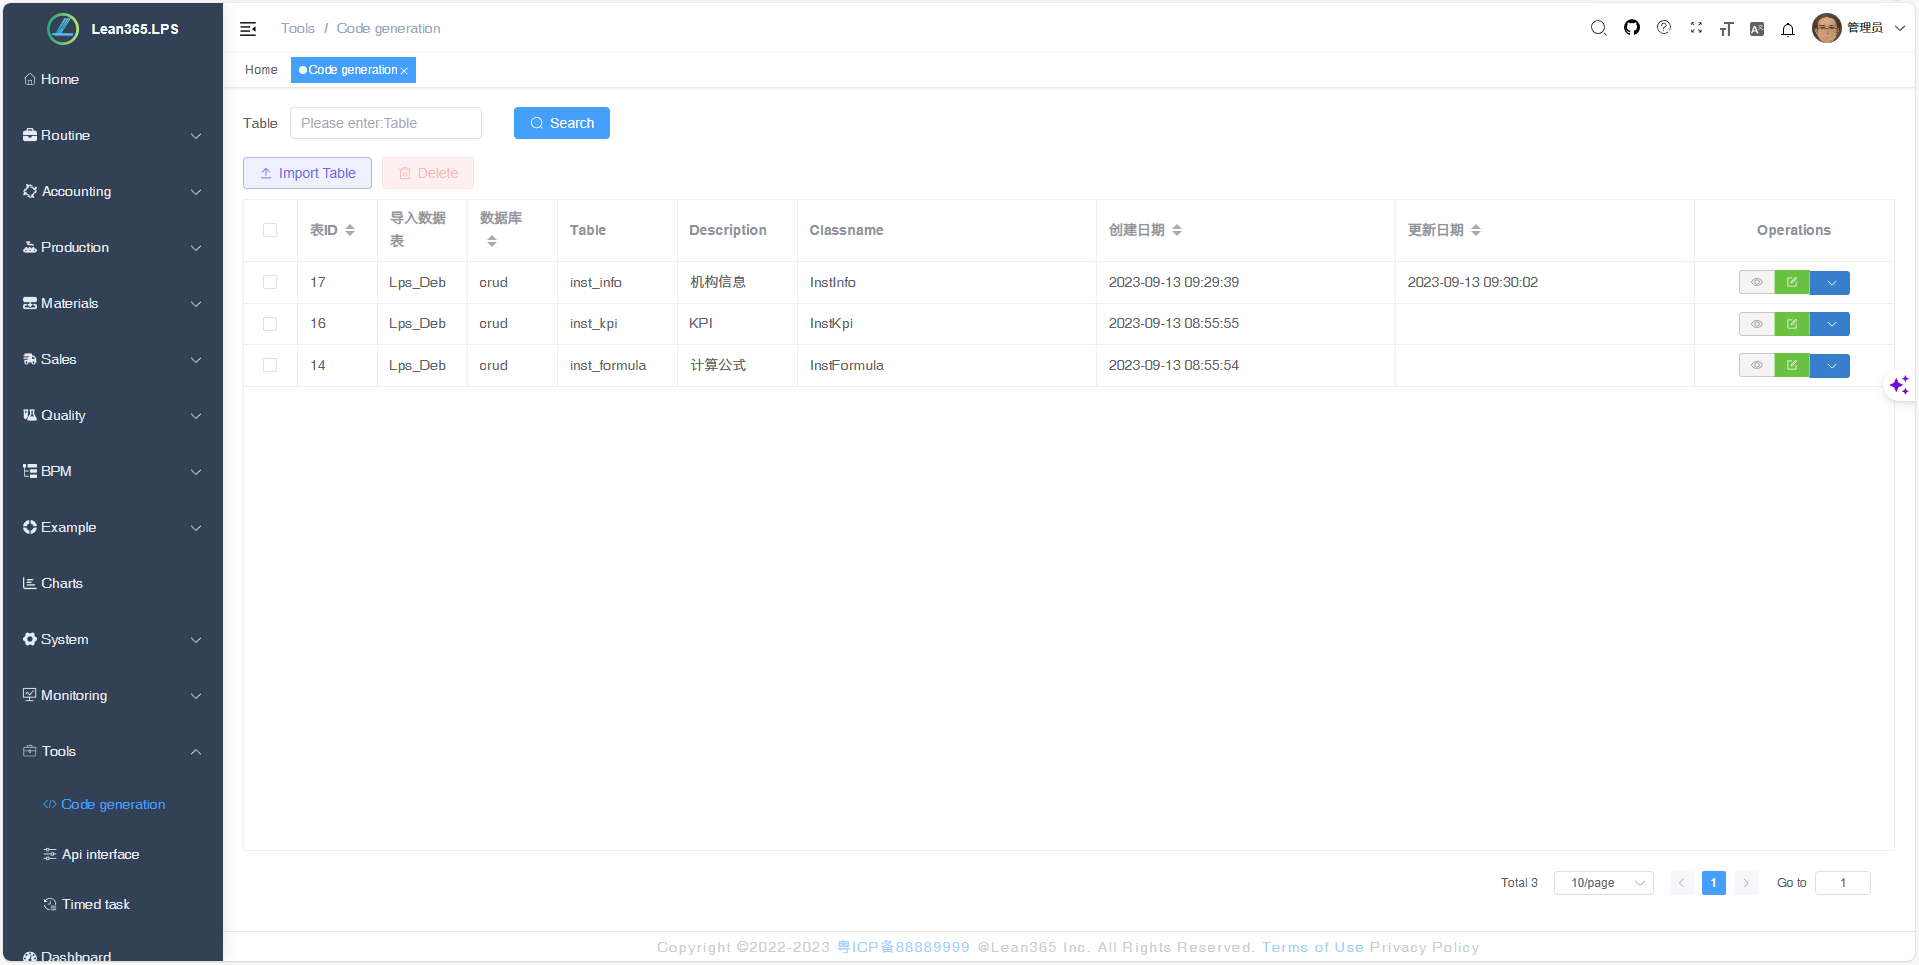 Lean365.LPS
Home
Routine
Accounting
Production
Materials
Sales
Quality
BPM
Example
Charts
System
Monitoring
Tools
Code generation
Api interface
Timed task
Dashboard
Tools / Code generation
管理员
Home
Code generation
Table Please enter:Table Search
Import Table Delete
表ID 导入数据表 数据库 Table Description Classname 创建日期 更新日期 Operations
17 Lps_Deb crud inst_info 机构信息 InstInfo 2023-09-13 09:29:39 2023-09-13 09:30:02
16 Lps_Deb crud inst_kpi KPI InstKpi 2023-09-13 08:55:55
14 Lps_Deb crud inst_formula 计算公式 InstFormula 2023-09-13 08:55:54
Total 3 10/page 1 Go to 1
Copyright ©2022-2023 粤ICP备88889999 @Lean365 Inc. All Rights Reserved. Terms of Use Privacy Policy